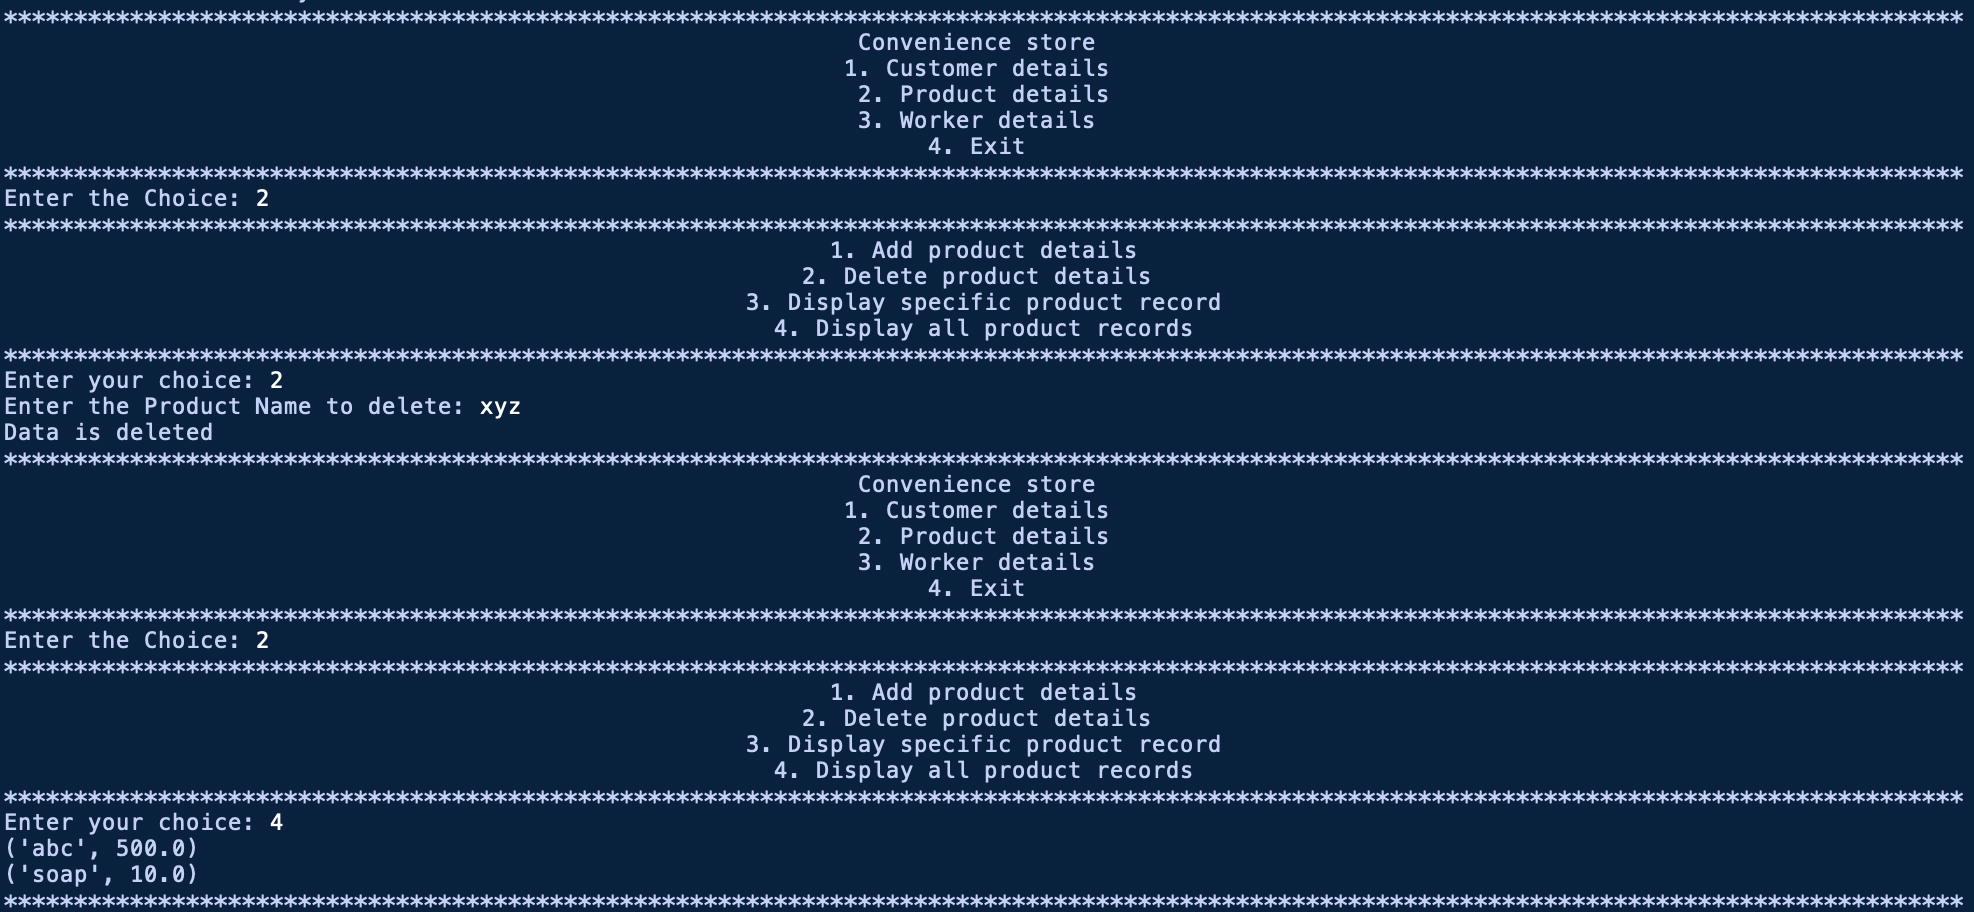 ********************************************************************************************************************************************
Convenience store
1. Customer details
2. Product details
3. Worker details
4. Exit
********************************************************************************************************************************************
Enter the Choice: 2
********************************************************************************************************************************************
1. Add product details
2. Delete product details
3. Display specific product record
4. Display all product records
********************************************************************************************************************************************
Enter your choice: 2
Enter the Product Name to delete: xyz
Data is deleted
********************************************************************************************************************************************
Convenience store
1. Customer details
2. Product details
3. Worker details
4. Exit
********************************************************************************************************************************************
Enter the Choice: 2
********************************************************************************************************************************************
1. Add product details
2. Delete product details
3. Display specific product record
4. Display all product records
********************************************************************************************************************************************
Enter your choice: 4
('abc', 500.0)
('soap', 10.0)
********************************************************************************************************************************************